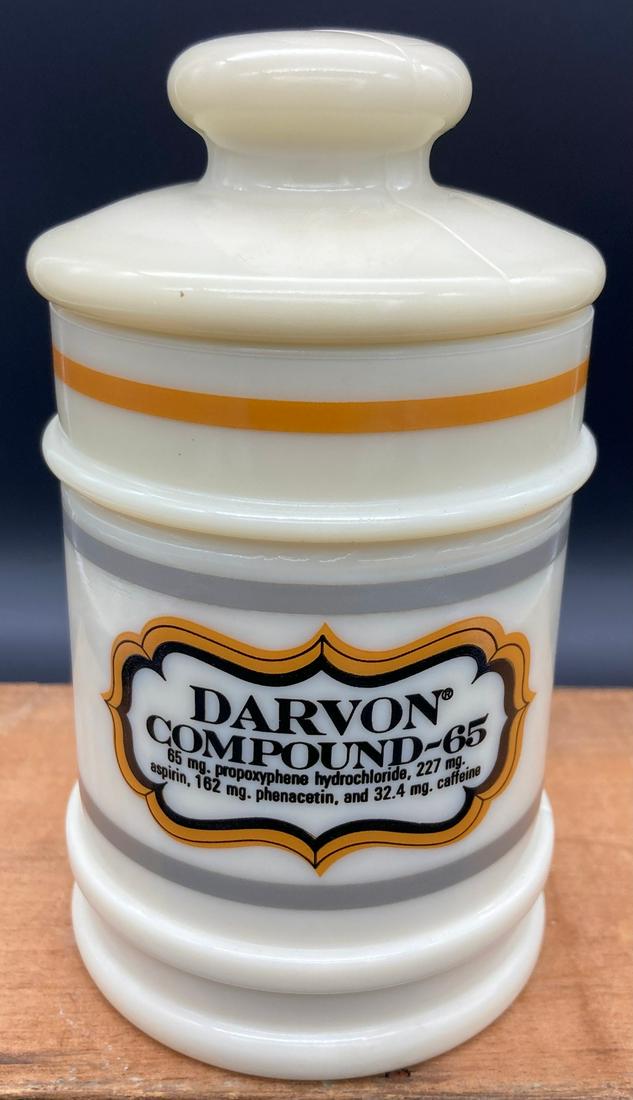 DARVON®
COMPOUND-65
65 mg. propoxyphene hydrochloride, 227 mg.
aspirin, 162 mg. phenacetin, and 32.4 mg. caffeine